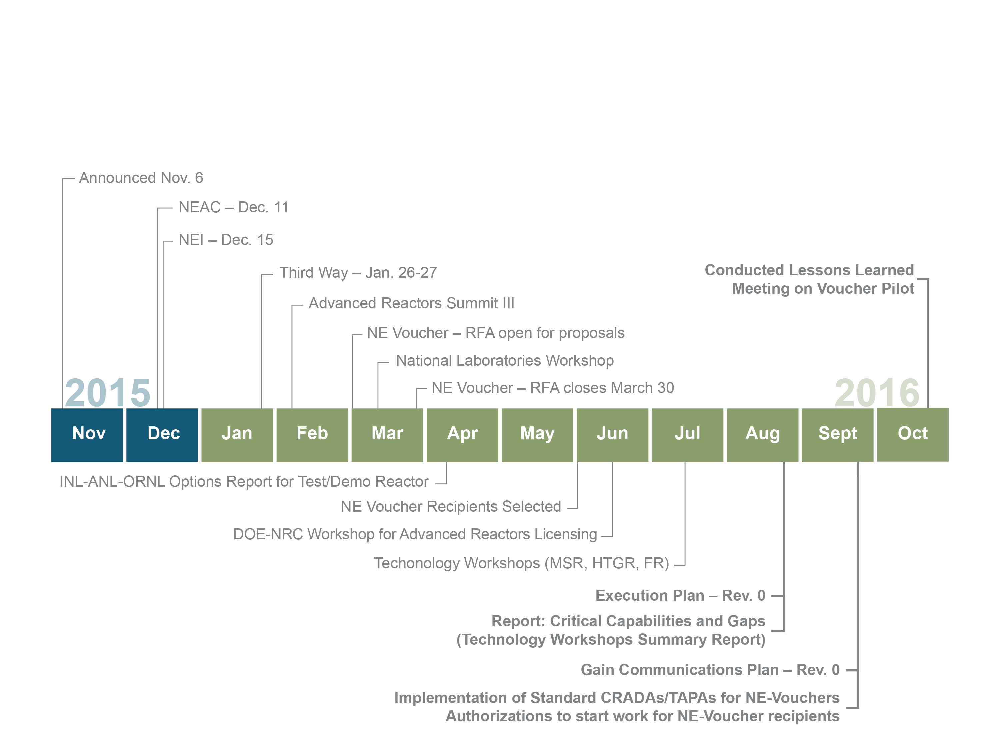 Announced Nov. 6
NEAC – Dec. 11
NEI – Dec. 15
Third Way – Jan. 26-27
Advanced Reactors Summit III
NE Voucher – RFA open for proposals
National Laboratories Workshop
NE Voucher – RFA closes March 30
Conducted Lessons Learned
Meeting on Voucher Pilot
2015
2016
Nov Dec Jan Feb Mar Apr May Jun Jul Aug Sept Oct
INL-ANL-ORNL Options Report for Test/Demo Reactor
NE Voucher Recipients Selected
DOE-NRC Workshop for Advanced Reactors Licensing
Techonology Workshops (MSR, HTGR, FR)
Execution Plan – Rev. 0
Report: Critical Capabilities and Gaps
(Technology Workshops Summary Report)
Gain Communications Plan – Rev. 0
Implementation of Standard CRADAs/TAPAs for NE-Vouchers
Authorizations to start work for NE-Voucher recipients